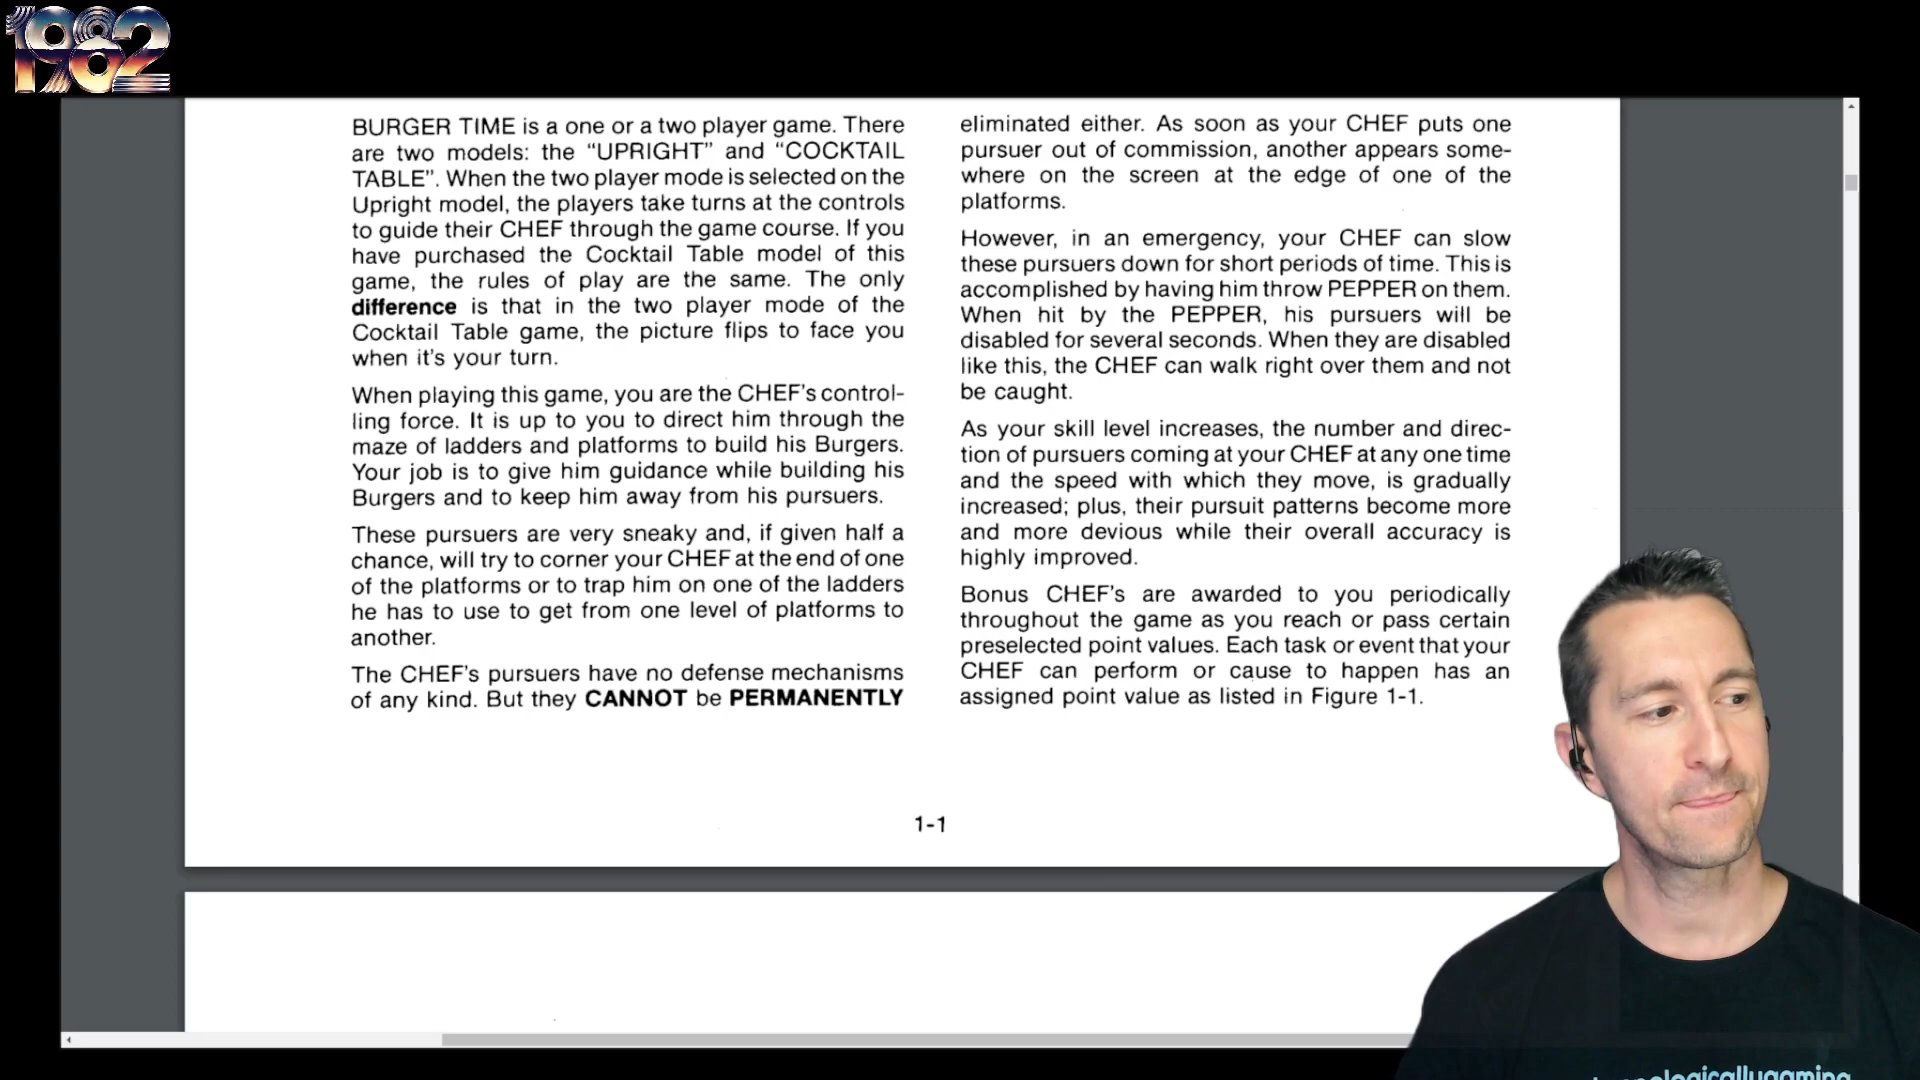 1982
BURGER TIME is a one or a two player game. There
are two models: the “UPRIGHT” and “COCKTAIL
TABLE”. When the two player mode is selected on the
Upright model, the players take turns at the controls
to guide their CHEF through the game course. If you
have purchased the Cocktail Table model of this
game, the rules of play are the same. The only
difference is that in the two player mode of the
Cocktail Table game, the picture flips to face you
when it's your turn.
When playing this game, you are the CHEF's control-
ling force. It is up to you to direct him through the
maze of ladders and platforms to build his Burgers.
Your job is to give him guidance while building his
Burgers and to keep him away from his pursuers.
These pursuers are very sneaky and, if given half a
chance, will try to corner your CHEF at the end of one
of the platforms or to trap him on one of the ladders
he has to use to get from one level of platforms to
another.
The CHEF's pursuers have no defense mechanisms
of any kind. But they CANNOT be PERMANENTLY
eliminated either. As soon as your CHEF puts one
pursuer out of commission, another appears some-
where on the screen at the edge of one of the
platforms.
However, in an emergency, your CHEF can slow
these pursuers down for short periods of time. This is
accomplished by having him throw PEPPER on them.
When hit by the PEPPER, his pursuers will be
disabled for several seconds. When they are disabled
like this, the CHEF can walk right over them and not
be caught.
As your skill level increases, the number and direc-
tion of pursuers coming at your CHEF at any one time
and the speed with which they move, is gradually
increased; plus, their pursuit patterns become more
and more devious while their overall accuracy is
highly improved.
Bonus CHEF's are awarded to you periodically
throughout the game as you reach or pass certain
preselected point values. Each task or event that your
CHEF can perform or cause to happen has an
assigned point value as listed in Figure 1-1.
1-1